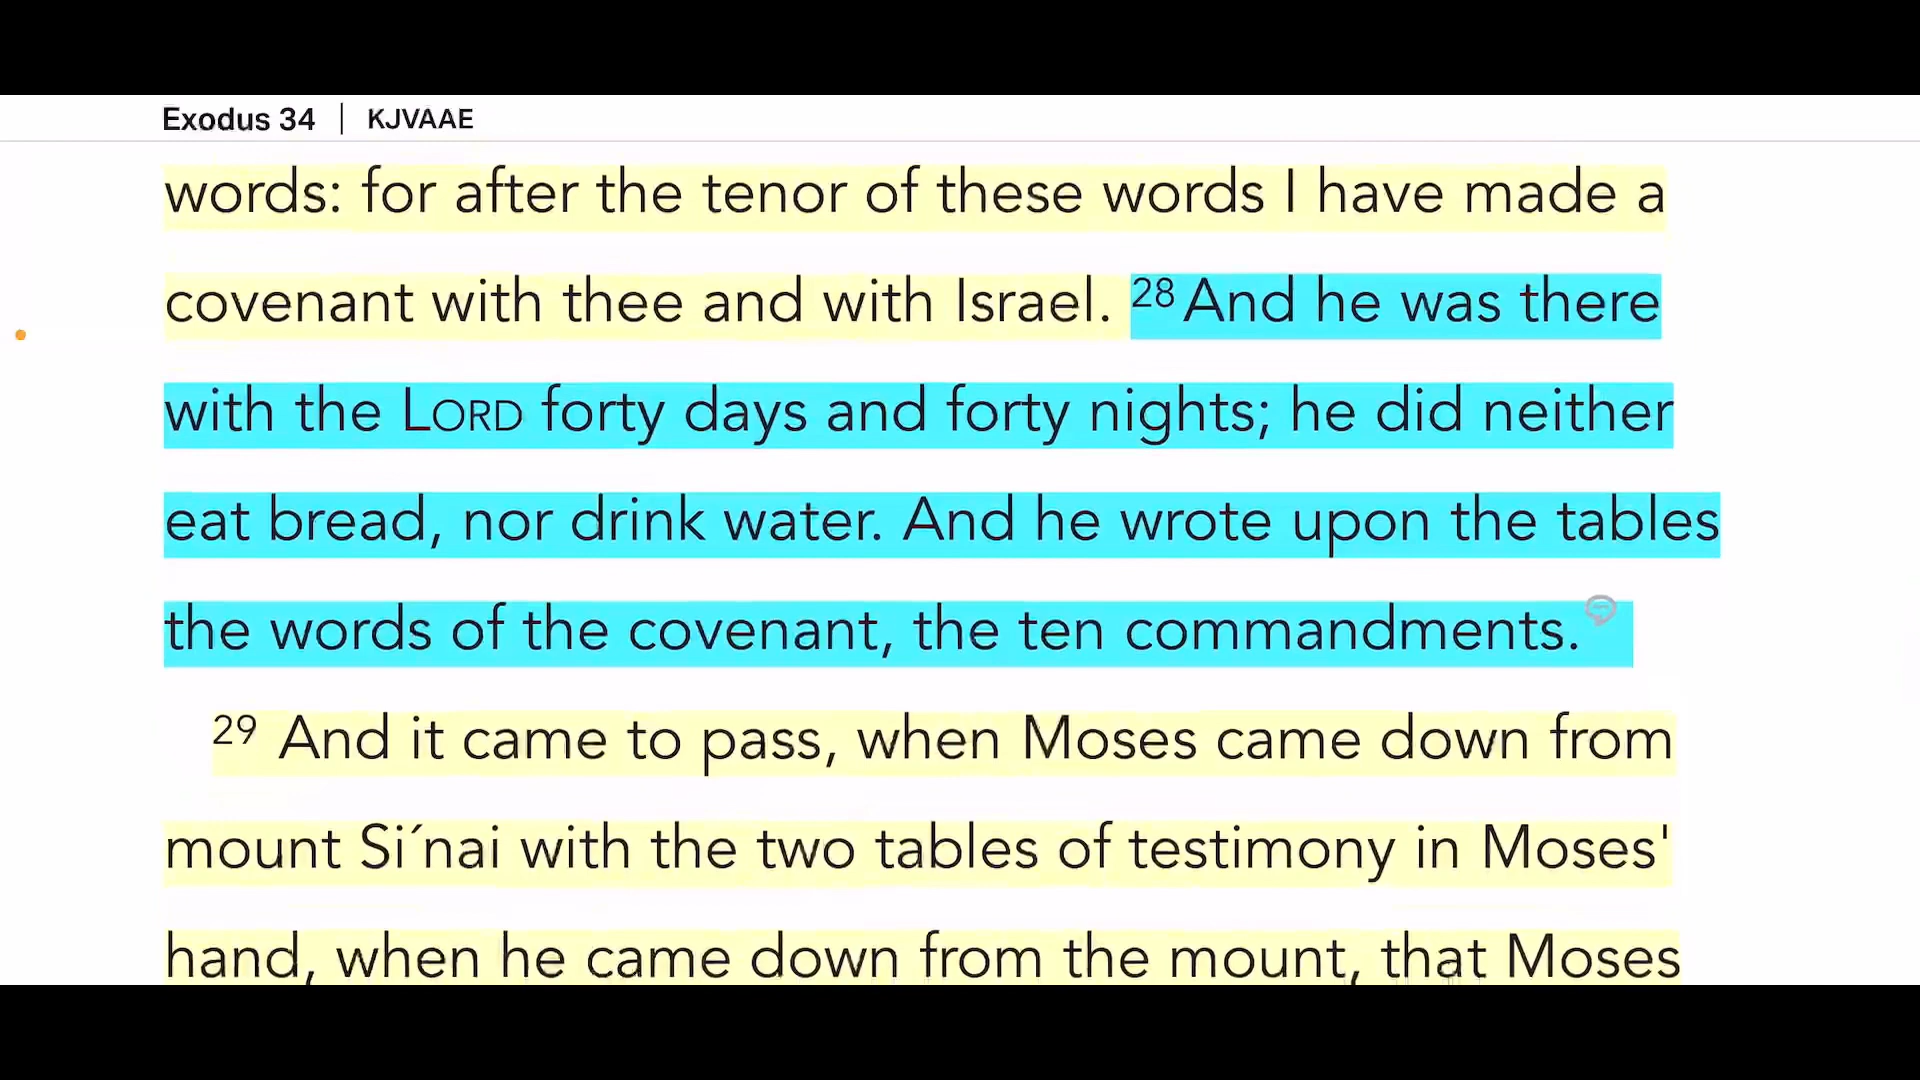 Exodus 34 | KJVAAE
words: for after the tenor of these words I have made a
covenant with thee and with Israel. 28 And he was there
with the LORD forty days and forty nights; he did neither
eat bread, nor drink water. And he wrote upon the tables
the words of the covenant, the ten commandments.
29 And it came to pass, when Moses came down from
mount Si´nai with the two tables of testimony in Moses'
hand, when he came down from the mount, that Moses